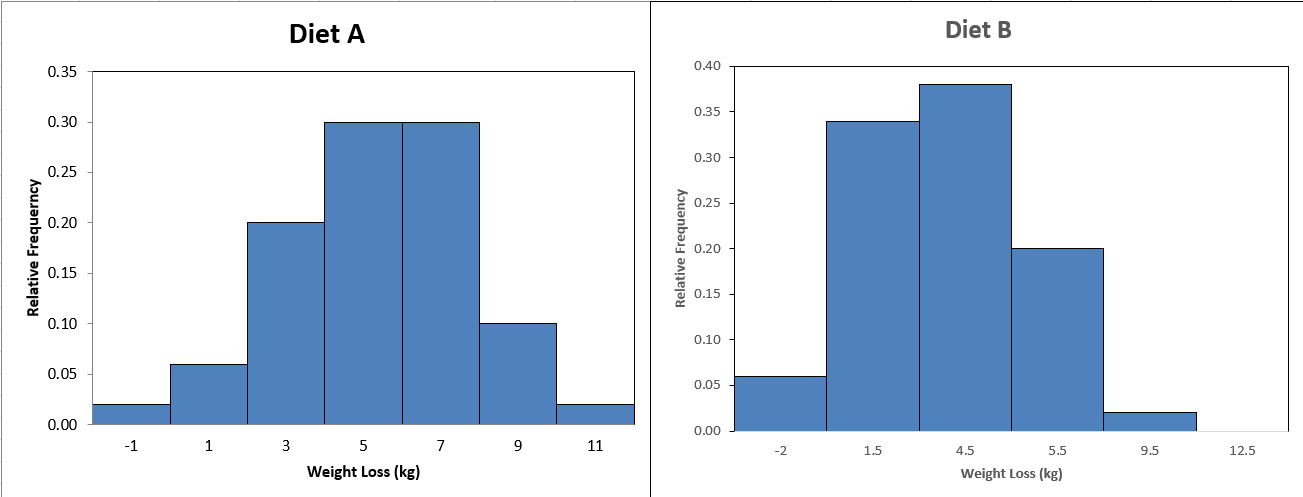 Diet A
0.35
0.30
0.25
0.20
0.15
0.10
0.05
0.00
Relative Frequerncy
-1 1 3 5 7 9 11
Weight Loss (kg)
Diet B
0.40
0.35
0.30
0.25
0.20
0.15
0.10
0.05
0.00
Relative Frequency
-2 1.5 4.5 5.5 9.5 12.5
Weight Loss (kg)